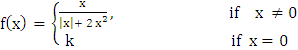 f(x) = { x / (|x| + 2x²), if x ≠ 0
k if x = 0